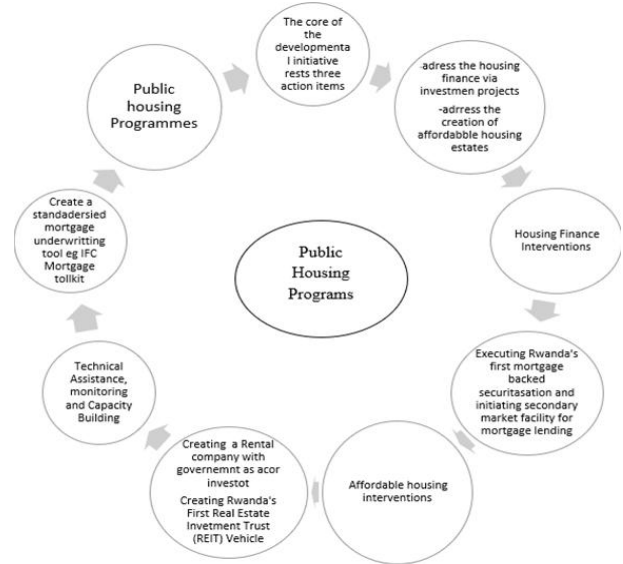 The core of
the
developmenta
l initiative
rests three
action items
-adress the housing
finance via
investmen projects
-adrress the
creation of
affordabble housing
estates
Housing Finance
Interventions
Executing Rwanda's
first mortgage
backed
securitasation and
initiating secondary
market facility for
mortgage lending
Affordable housing
interventions
Creating a Rental
company with
governemnt as acor
investot
Creating Rwanda's
First Real Estate
Invetment Trust
(REIT) Vehicle
Technical
Assistance,
monitoring
and Capacity
Building
Create a
standadersied
mortgage
underwritting
tool eg IFC
Mortgage
tollkit
Public
housing
Programmes
Public
Housing
Programs